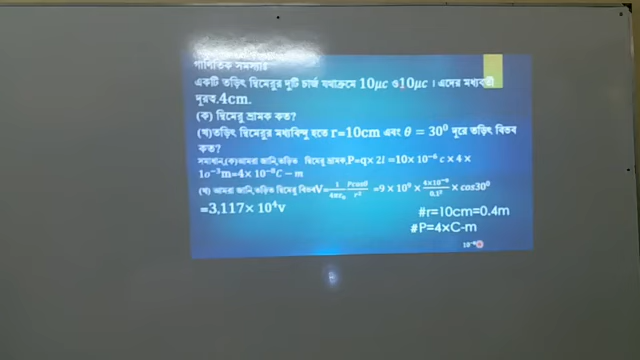 গাণিতিক সমস্যাঃ
একটি তড়িৎ দ্বিমেরুর দুটি চার্জ যথাক্রমে 10μc ও10μc । এদের মধ্যবর্তী
দূরত্ব.4cm.
(ক) দ্বিমেরু ভ্রামক কত?
(খ)তড়িৎ দ্বিমেরুর মধ্যবিন্দু হতে r=10cm এবং θ = 30⁰ দূরে তড়িৎ বিভব
কত?
সমাধান,(ক)আমরা জানি,তড়িত দ্বিমেরু ভ্রামক,P=q× 2l =10× 10⁻⁶ c × 4 ×
1o⁻³m=4× 10⁻⁸C − m
(খ) আমরা জানি,তড়িত দ্বিমেরু বিভবV= 1/4πε₀ Pcosθ/r² =9 × 10⁹ × 4×10⁻⁸/0.1² × cos30⁰
=3,117× 10⁴v
#r=10cm=0.4m
#P=4×C-m